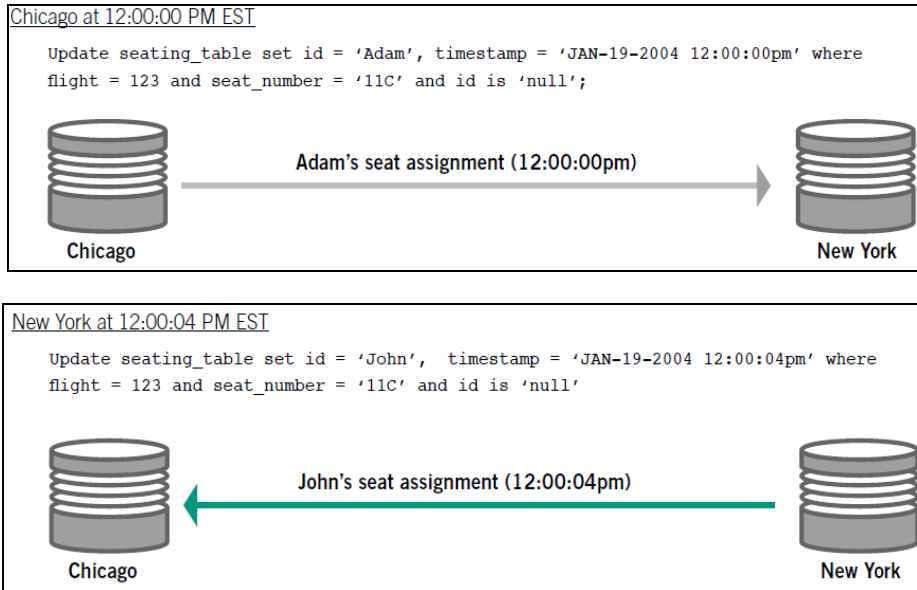 Chicago at 12:00:00 PM EST
Update seating_table set id = ‘Adam’, timestamp = ‘JAN-19-2004 12:00:00pm’ where
flight = 123 and seat_number = ‘11C’ and id is ‘null’;
Adam’s seat assignment (12:00:00pm)
Chicago
New York
New York at 12:00:04 PM EST
Update seating_table set id = ‘John’, timestamp = ‘JAN-19-2004 12:00:04pm’ where
flight = 123 and seat_number = ‘11C’ and id is ‘null’
John’s seat assignment (12:00:04pm)
Chicago
New York